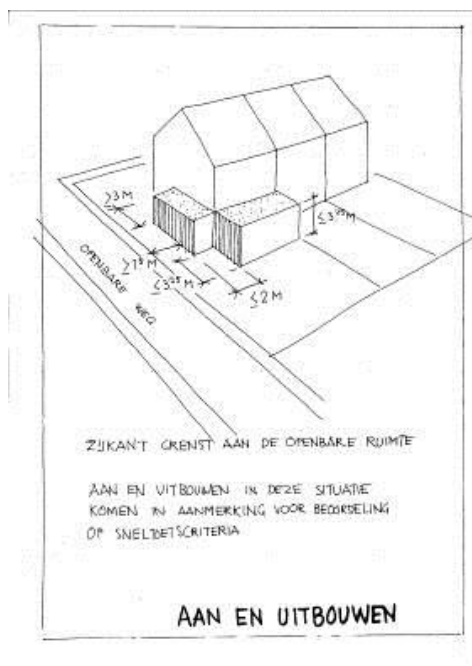 ≥3M
≤3²⁵M
≥1⁵M
≤3²⁵M
≤2M
OPENBARE WEG
ZIJKANT GRENST AAN DE OPENBARE RUIMTE
AAN EN UITBOUWEN IN DEZE SITUATIE
KOMEN IN AANMERKING VOOR BEOORDELING
OP SNELTOETSCRITERIA
AAN EN UITBOUWEN